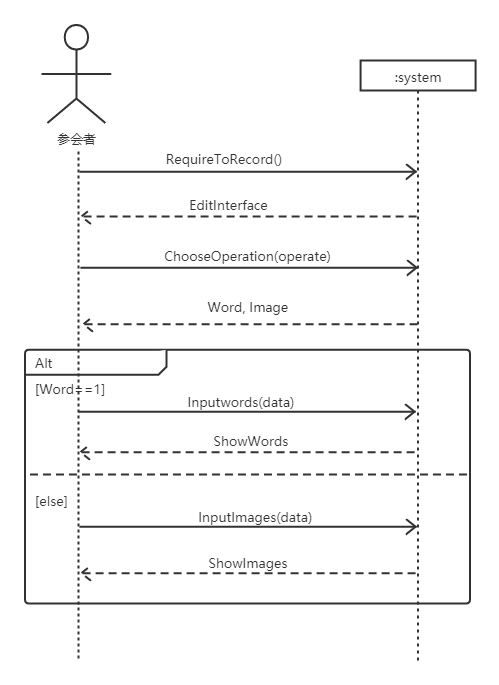 :system
参会者
RequireToRecord()
EditInterface
ChooseOperation(operate)
Word, Image
Alt
[Word==1]
Inputwords(data)
ShowWords
[else]
InputImages(data)
ShowImages